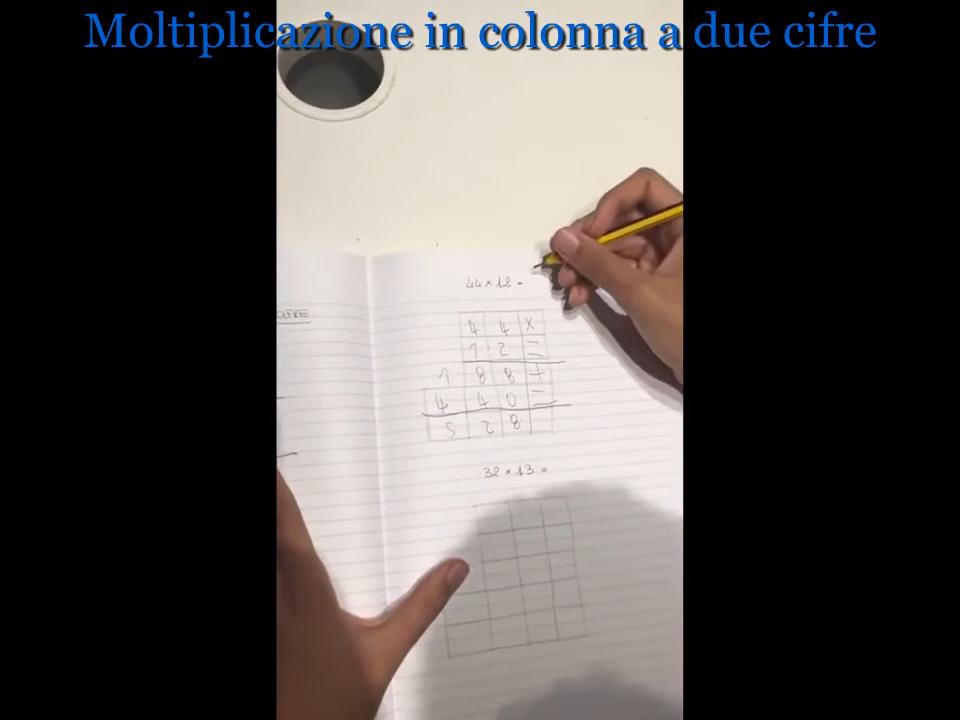 Moltiplicazione in colonna a due cifre
44 x 12 =
4 4 x
1 2 =
1 8 8 +
4 4 0 =
5 2 8
32 x 13 =